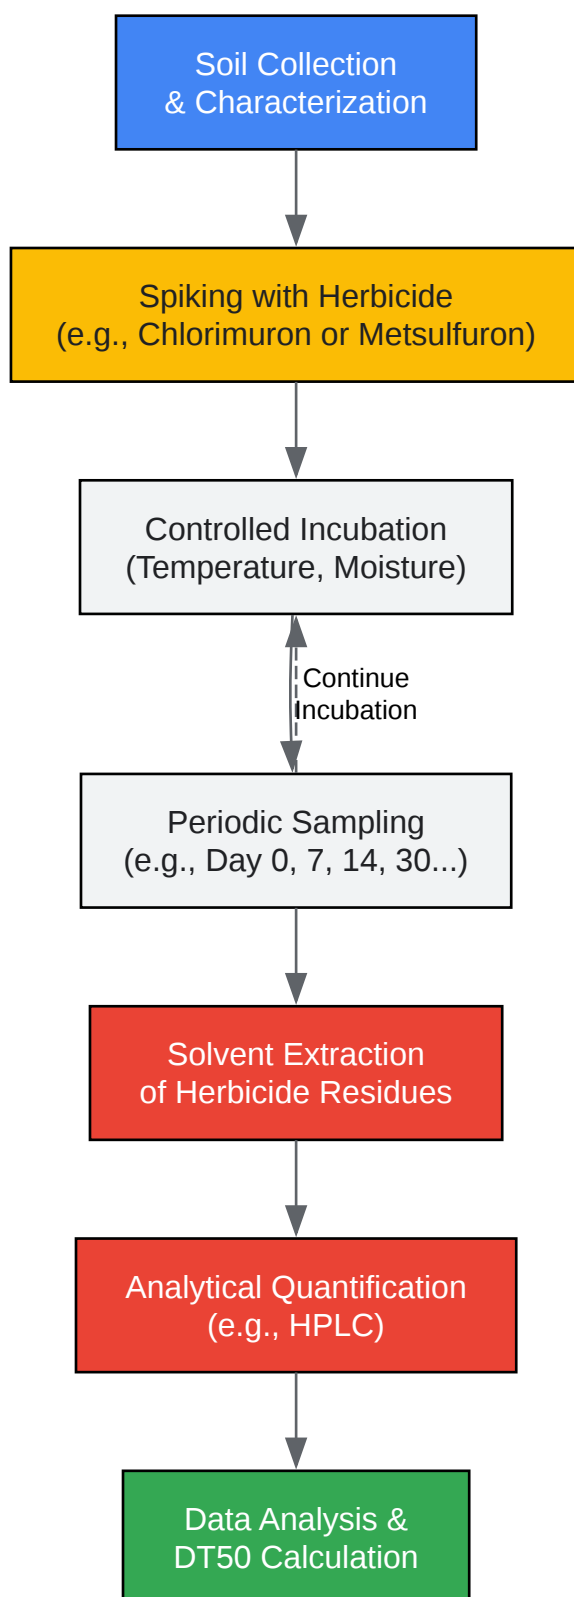 Soil Collection
& Characterization
Spiking with Herbicide
(e.g., Chlorimuron or Metsulfuron)
Controlled Incubation
(Temperature, Moisture)
Continue
Incubation
Periodic Sampling
(e.g., Day 0, 7, 14, 30...)
Solvent Extraction
of Herbicide Residues
Analytical Quantification
(e.g., HPLC)
Data Analysis &
DT50 Calculation